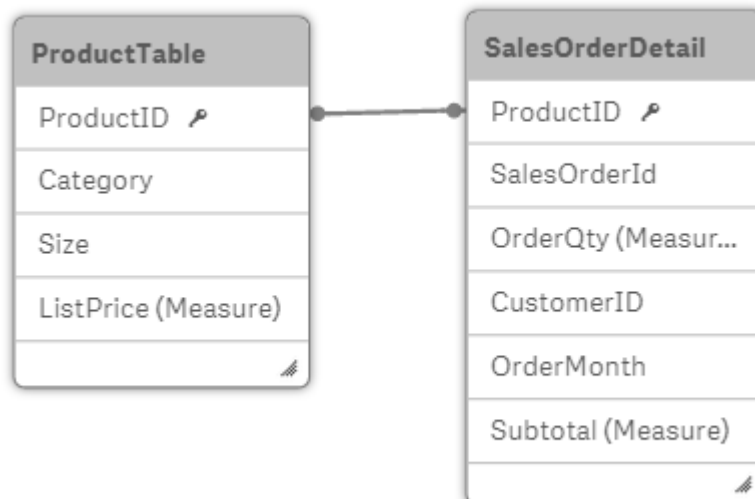 ProductTable
ProductID
Category
Size
ListPrice (Measure)
SalesOrderDetail
ProductID
SalesOrderId
OrderQty (Measur...
CustomerID
OrderMonth
Subtotal (Measure)